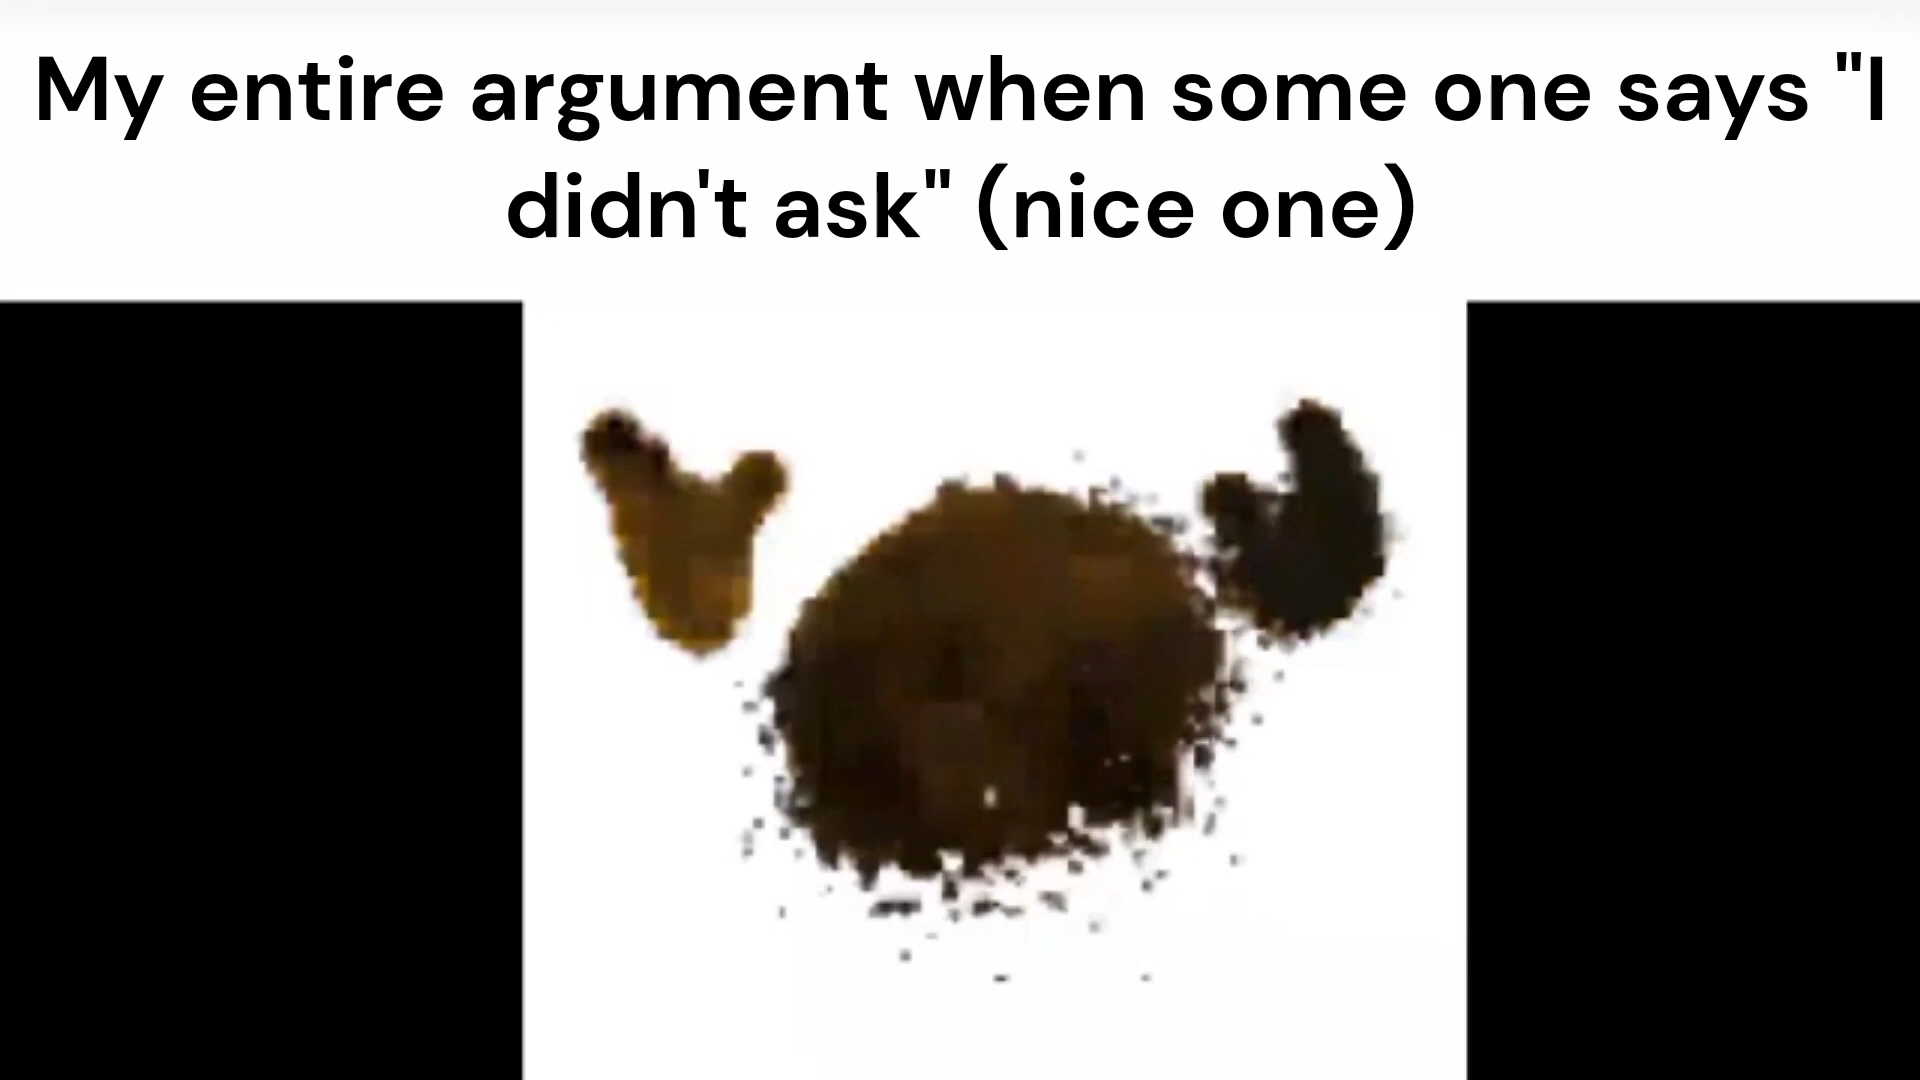 My entire argument when some one says "I
didn't ask" (nice one)